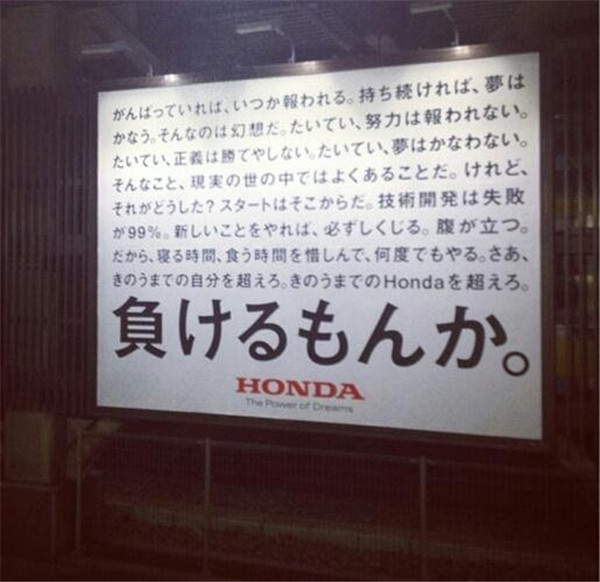 がんばっていれば、いつか報われる。持ち続ければ、夢は
かなう。そんなのは幻想だ。たいてい、努力は報われない。
たいてい、正義は勝てやしない。たいてい、夢はかなわない。
そんなこと、現実の世の中ではよくあることだ。けれど、
それがどうした？スタートはそこからだ。技術開発は失敗
が99%。新しいことをやれば、必ずしくじる。腹が立つ。
だから、寝る時間、食う時間を惜しんで、何度でもやる。さあ、
きのうまでの自分を超えろ。きのうまでのHondaを超えろ。
負けるもんか。
HONDA
The Power of Dreams